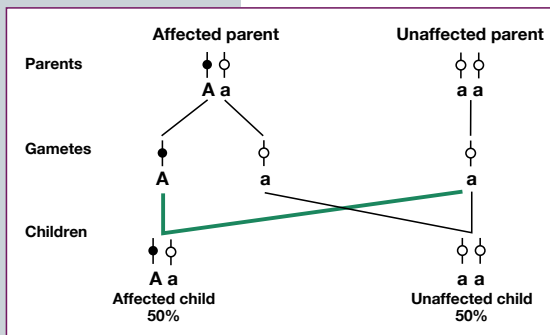 Affected parent Unaffected parent
Parents
A a a a
Gametes
A a a
Children
A a a a
Affected child Unaffected child
50% 50%